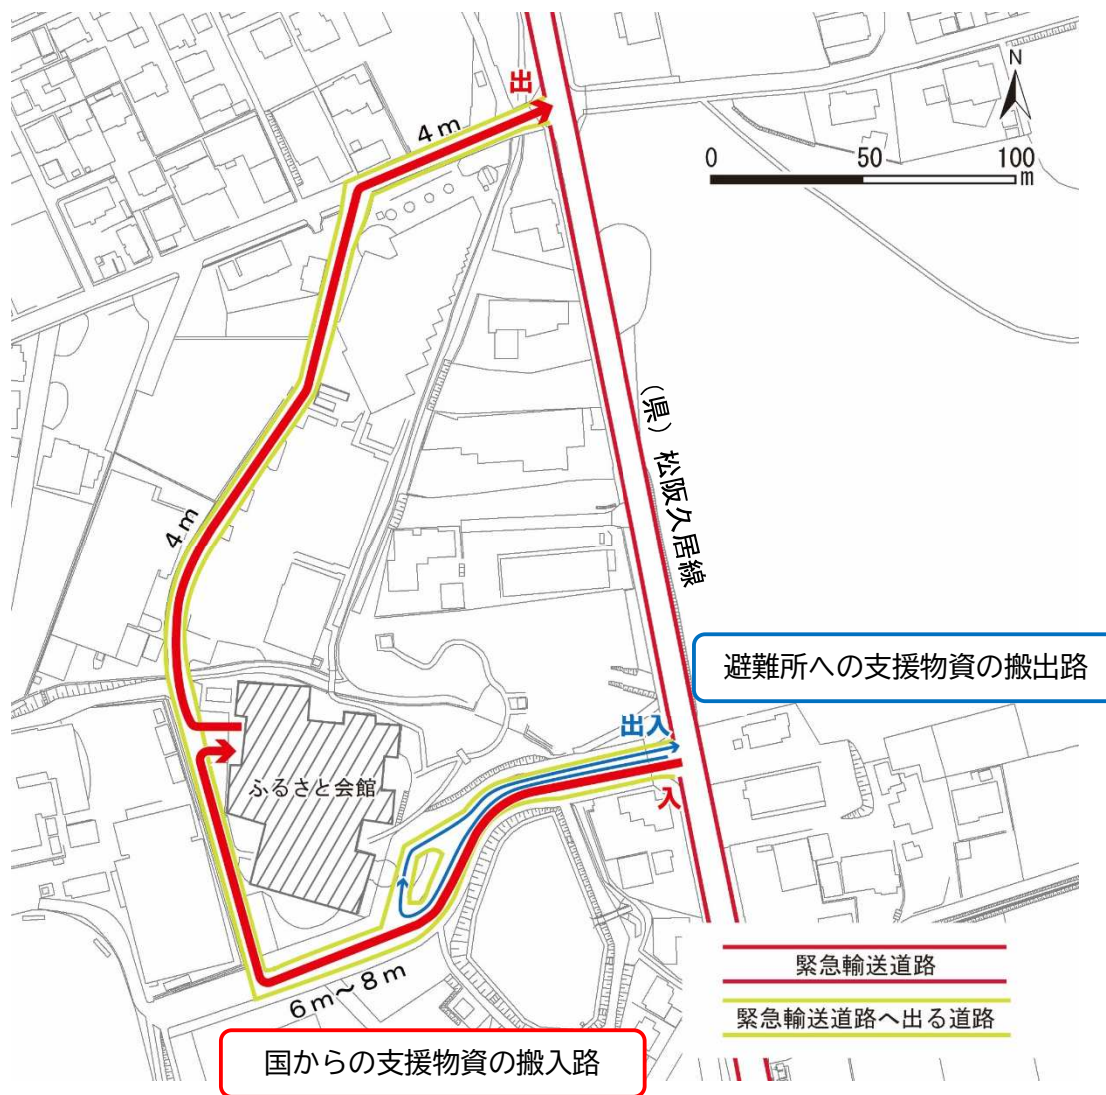 出
N
4m
0 50 100
m
(県) 松阪久居線
4m
避難所への支援物資の搬出路
出入
ふるさと会館
入
緊急輸送道路
6m～8m
緊急輸送道路へ出る道路
国からの支援物資の搬入路